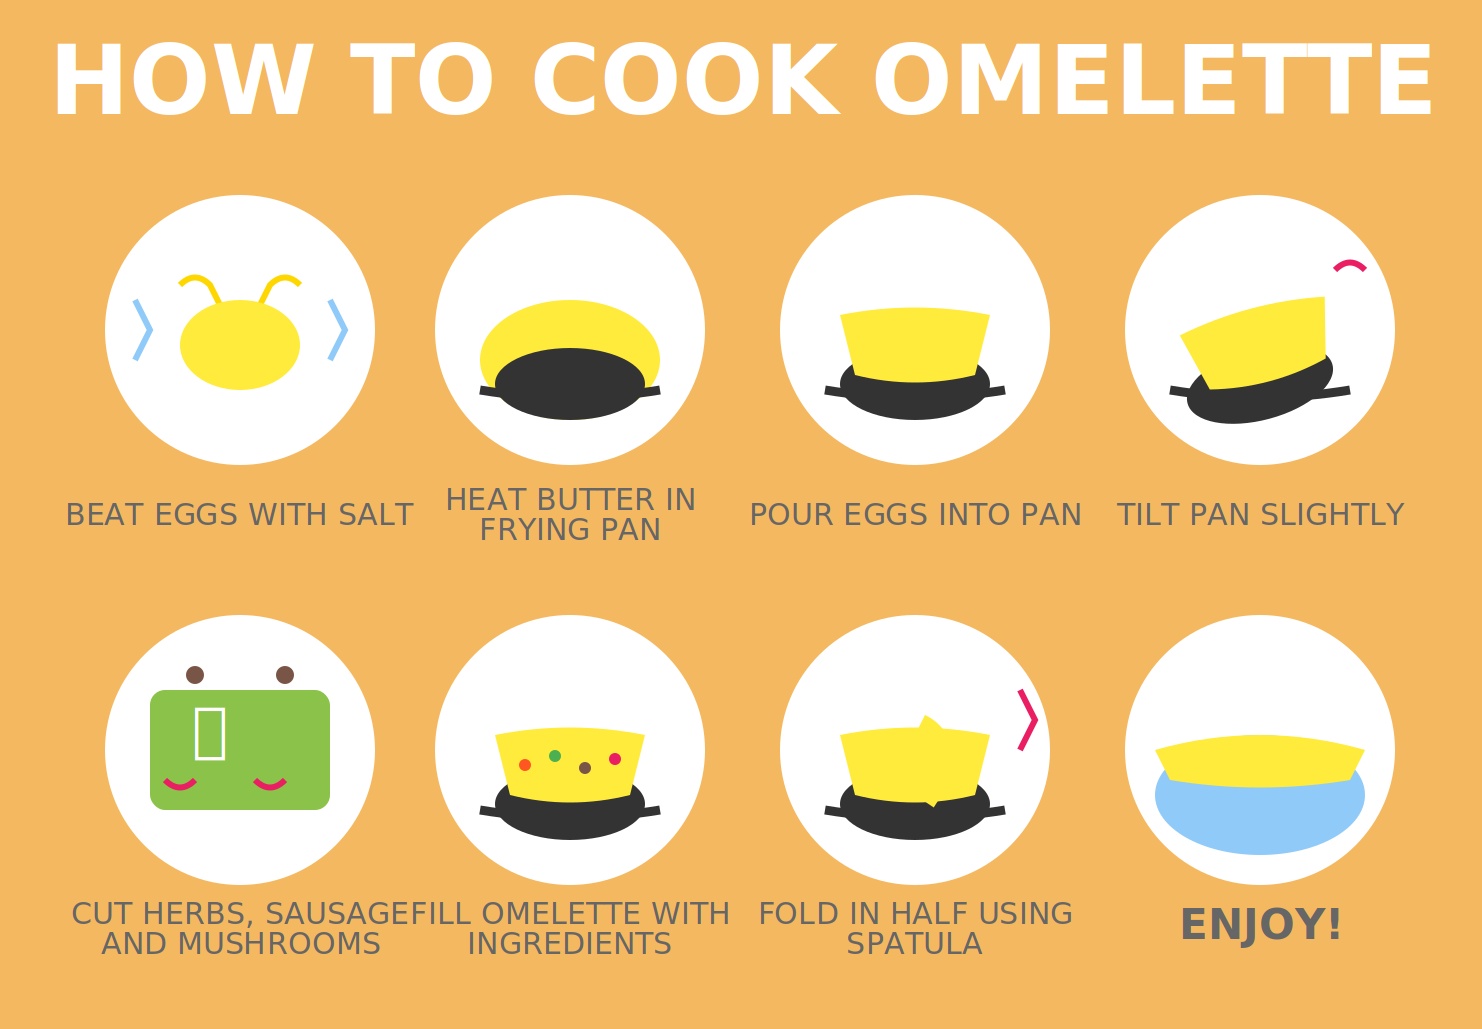 HOW TO COOK OMELETTE
BEAT EGGS WITH SALT
HEAT BUTTER IN
FRYING PAN
POUR EGGS INTO PAN
TILT PAN SLIGHTLY
CUT HERBS, SAUSAGE
AND MUSHROOMS
FILL OMELETTE WITH
INGREDIENTS
FOLD IN HALF USING
SPATULA
ENJOY!